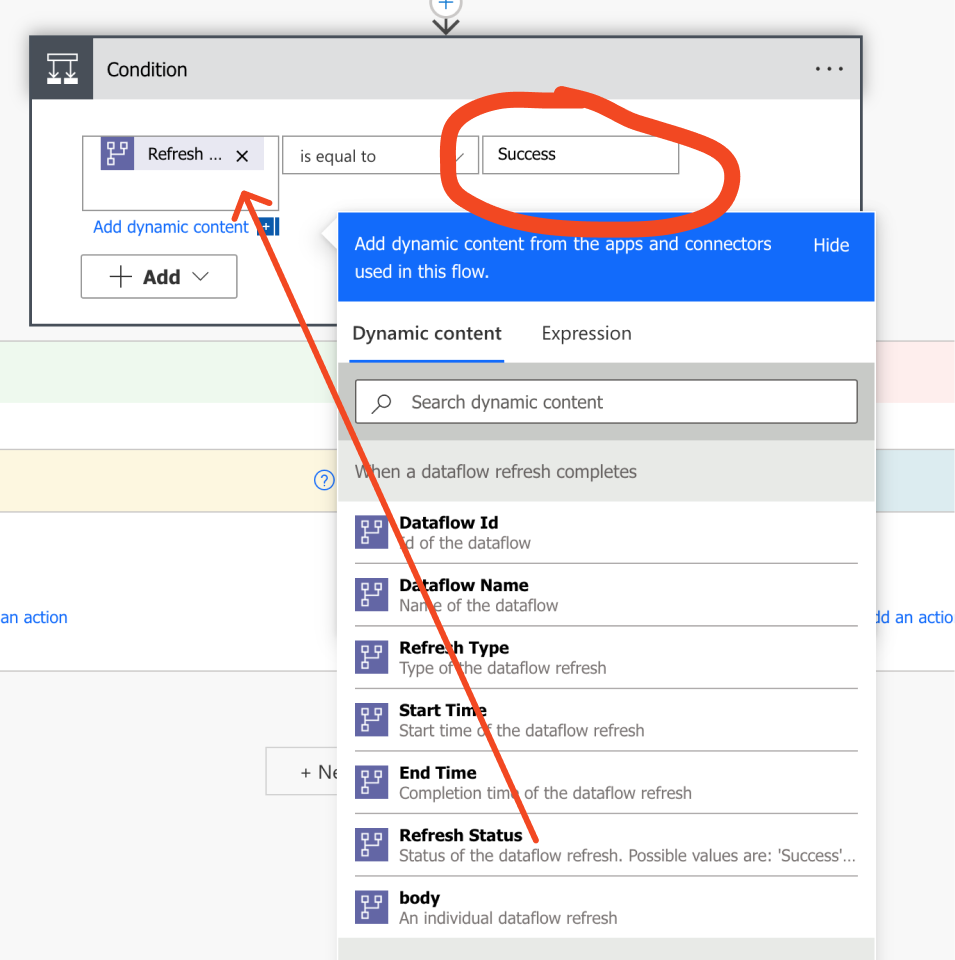 Condition
Refresh ...
is equal to
Success
Add dynamic content
Add
Add dynamic content from the apps and connectors
used in this flow.
Hide
Dynamic content
Expression
Search dynamic content
When a dataflow refresh completes
Dataflow Id
Id of the dataflow
Dataflow Name
Name of the dataflow
Refresh Type
Type of the dataflow refresh
an action
dd an actio
Start Time
Start time of the dataflow refresh
+ Ne
End Time
Completion time of the dataflow refresh
Refresh Status
Status of the dataflow refresh. Possible values are: 'Success'...
body
An individual dataflow refresh